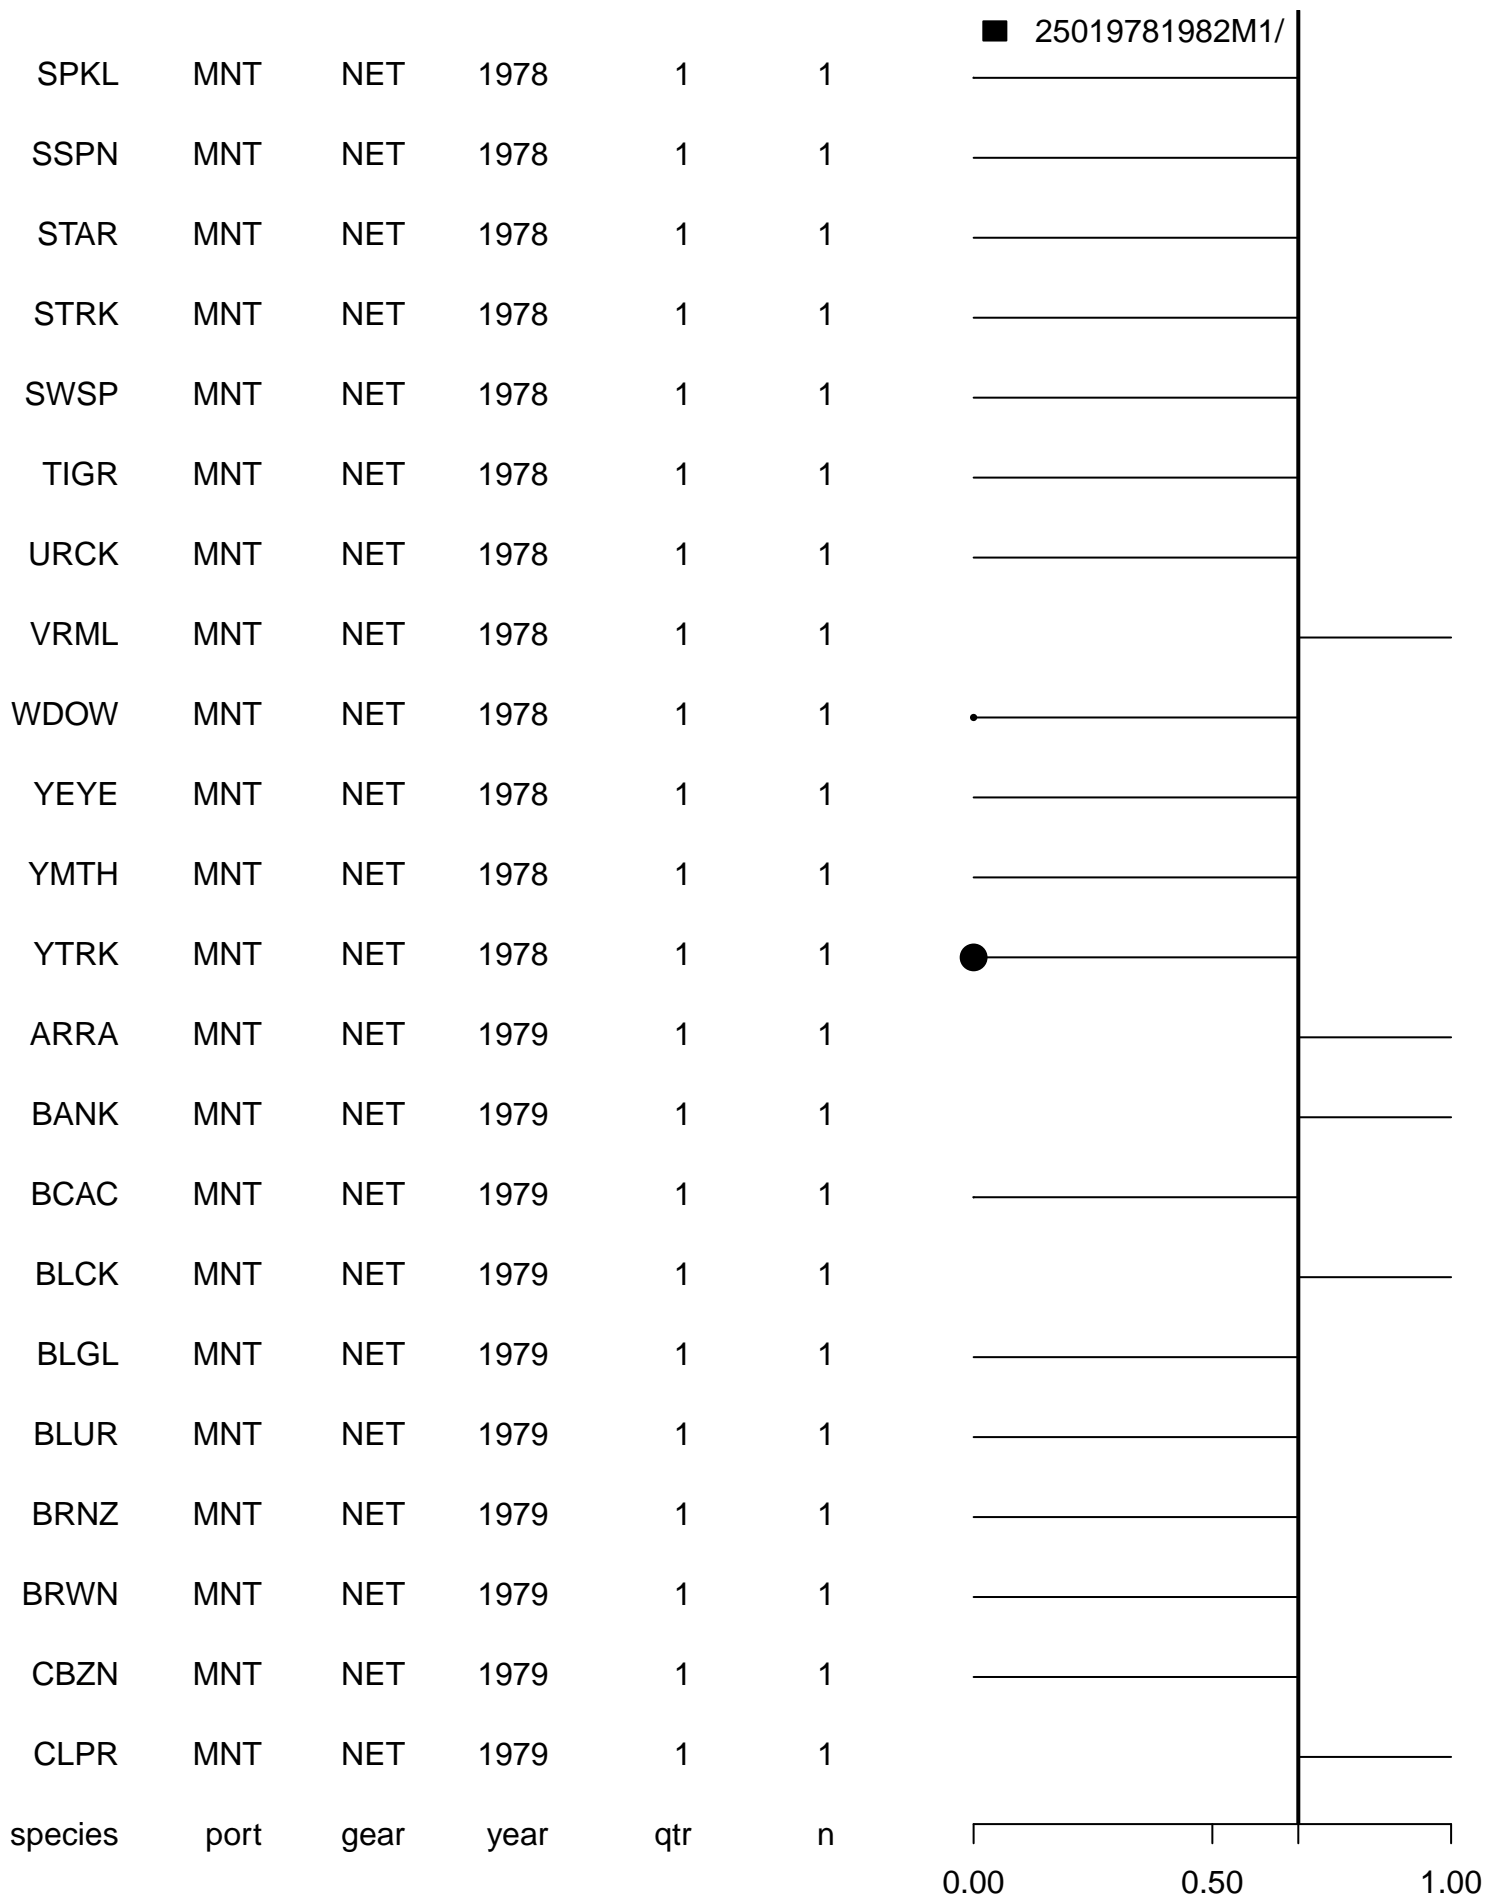 25019781982M1/
SPKL MNT NET 1978 1 1
SSPN MNT NET 1978 1 1
STAR MNT NET 1978 1 1
STRK MNT NET 1978 1 1
SWSP MNT NET 1978 1 1
TIGR MNT NET 1978 1 1
URCK MNT NET 1978 1 1
VRML MNT NET 1978 1 1
WDOW MNT NET 1978 1 1
YEYE MNT NET 1978 1 1
YMTH MNT NET 1978 1 1
YTRK MNT NET 1978 1 1
ARRA MNT NET 1979 1 1
BANK MNT NET 1979 1 1
BCAC MNT NET 1979 1 1
BLCK MNT NET 1979 1 1
BLGL MNT NET 1979 1 1
BLUR MNT NET 1979 1 1
BRNZ MNT NET 1979 1 1
BRWN MNT NET 1979 1 1
CBZN MNT NET 1979 1 1
CLPR MNT NET 1979 1 1
species port gear year qtr n
0.00 0.50 1.00